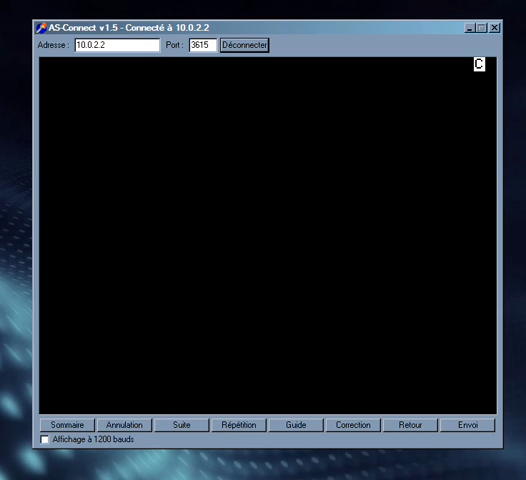 AS-Connect v1.5 - Connecté à 10.0.2.2
Adresse : 10.0.2.2 Port : 3615 Déconnecter
C
Sommaire Annulation Suite Répétition Guide Correction Retour Envoi
Affichage à 1200 bauds